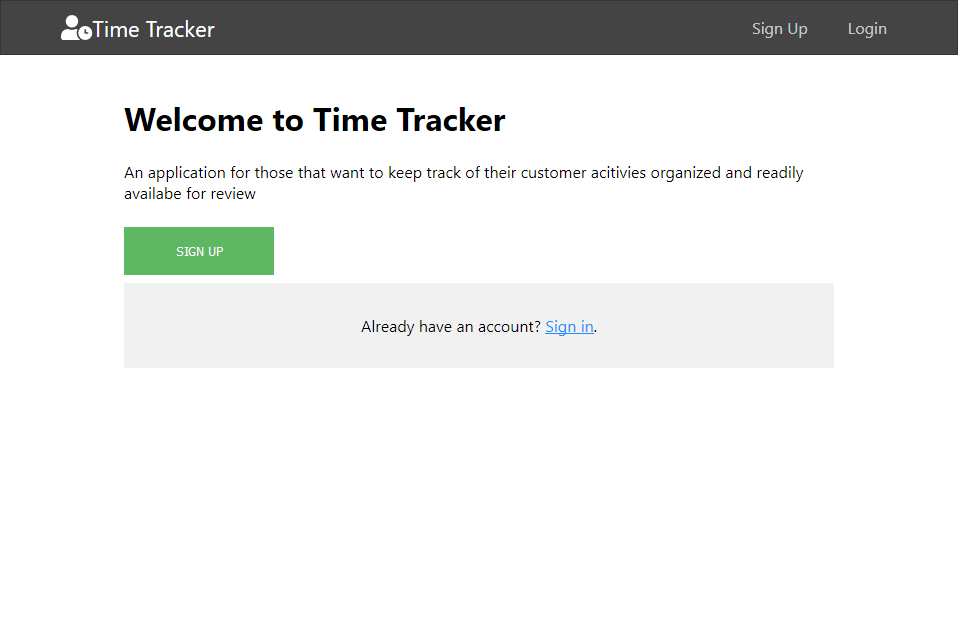 Time Tracker
Sign Up
Login
Welcome to Time Tracker
An application for those that want to keep track of their customer acitivies organized and readily
availabe for review
SIGN UP
Already have an account? Sign in.